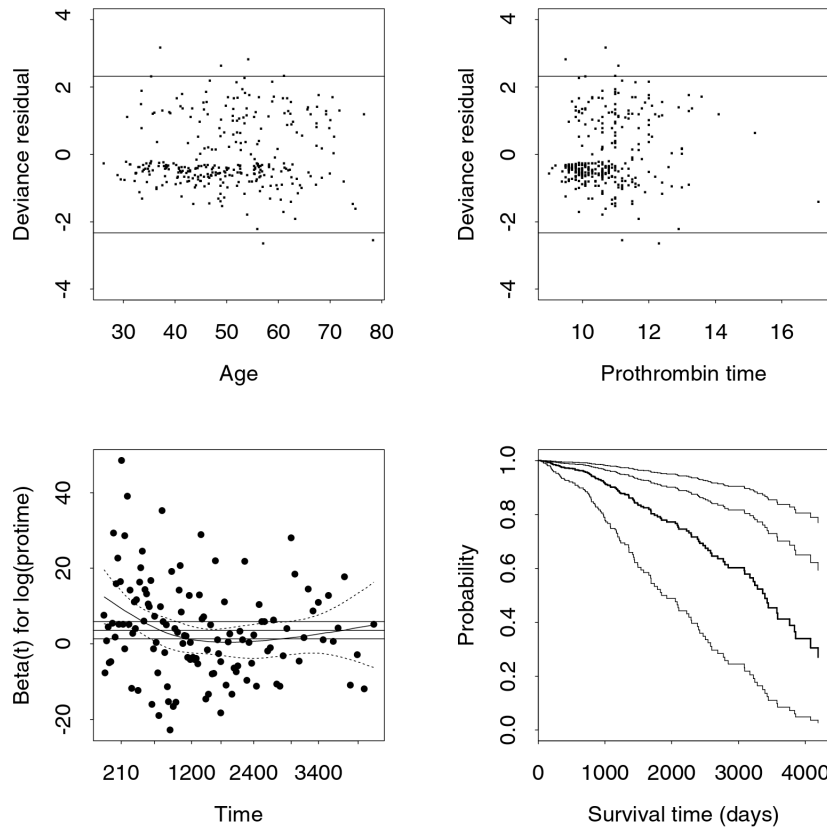 Deviance residual
4
2
0
-2
-4
30 40 50 60 70 80
Age
Deviance residual
4
2
0
-2
-4
10 12 14 16
Prothrombin time
Beta(t) for log(protime)
40
20
0
-20
210 1200 2400 3400
Time
Probability
1.0
0.8
0.6
0.4
0.2
0.0
0 1000 2000 3000 4000
Survival time (days)